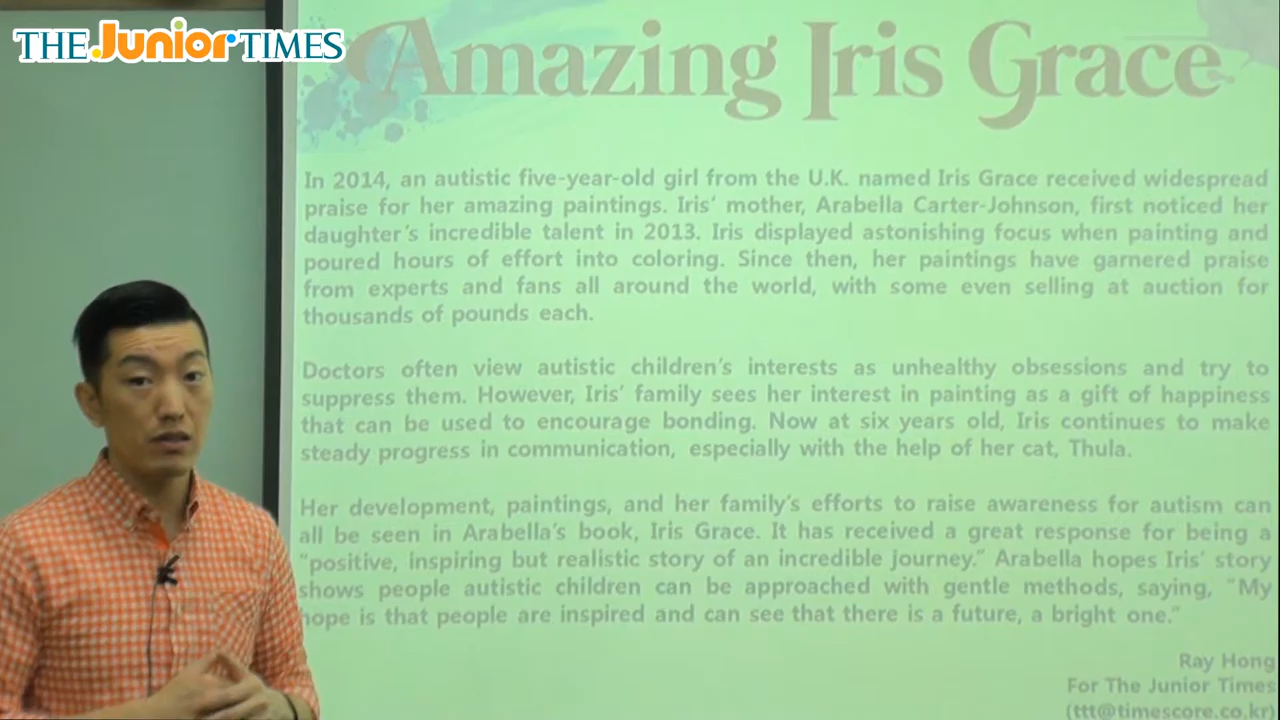 THE Junior TIMES
Amazing Iris Grace
In 2014, an autistic five-year-old girl from the U.K. named Iris Grace received widespread
praise for her amazing paintings. Iris' mother, Arabella Carter-Johnson, first noticed her
daughter's incredible talent in 2013. Iris displayed astonishing focus when painting and
poured hours of effort into coloring. Since then, her paintings have garnered praise
from experts and fans all around the world, with some even selling at auction for
thousands of pounds each.
Doctors often view autistic children's interests as unhealthy obsessions and try to
suppress them. However, Iris' family sees her interest in painting as a gift of happiness
that can be used to encourage bonding. Now at six years old, Iris continues to make
steady progress in communication, especially with the help of her cat, Thula.
Her development, paintings, and her family's efforts to raise awareness for autism can
all be seen in Arabella's book, Iris Grace. It has received a great response for being a
"positive, inspiring but realistic story of an incredible journey." Arabella hopes Iris' story
shows people autistic children can be approached with gentle methods, saying, "My
hope is that people are inspired and can see that there is a future, a bright one."
Ray Hong
For The Junior Times
(ttt@timescore.co.kr)